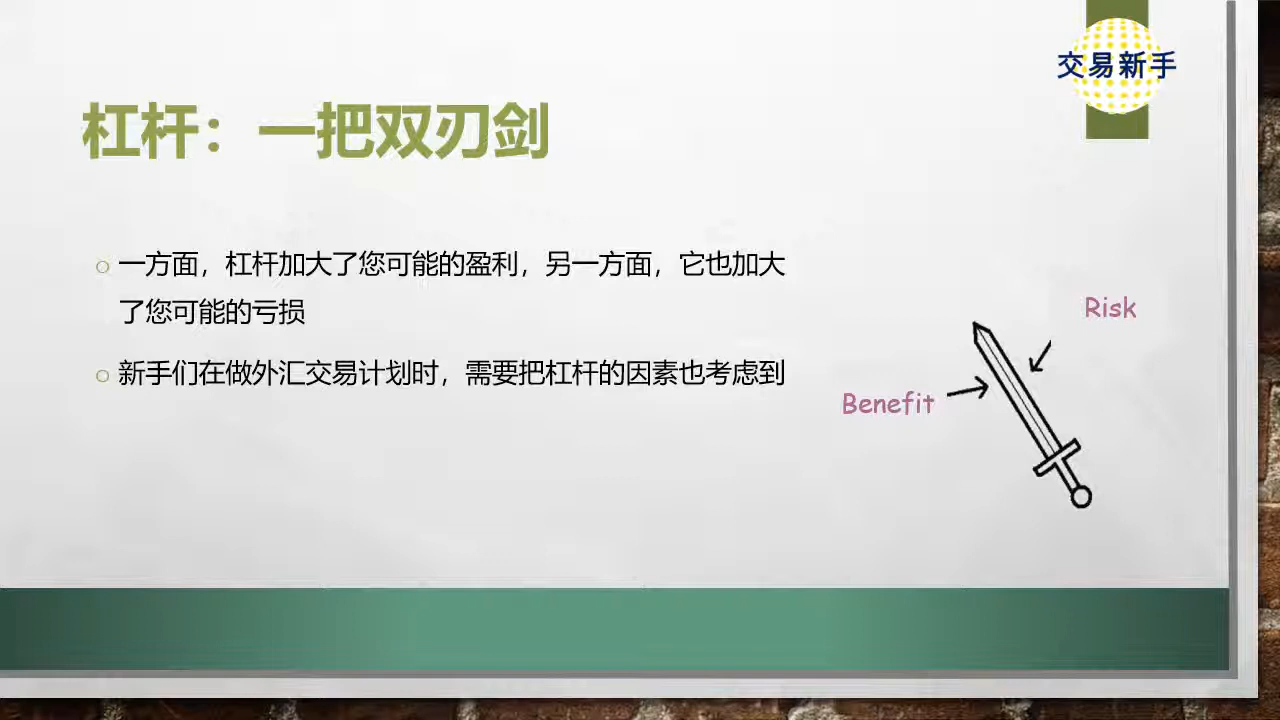 交易新手
杠杆：一把双刃剑
一方面，杠杆加大了您可能的盈利，另一方面，它也加大
了您可能的亏损
新手们在做外汇交易计划时，需要把杠杆的因素也考虑到
Risk
Benefit